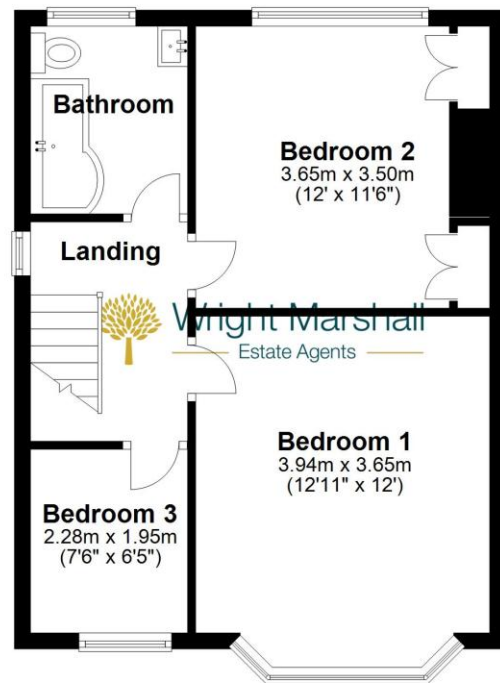 Bathroom
Bedroom 2
3.65m x 3.50m
(12' x 11'6")
Landing
Wright Marshall
Estate Agents
Bedroom 1
3.94m x 3.65m
(12'11" x 12')
Bedroom 3
2.28m x 1.95m
(7'6" x 6'5")